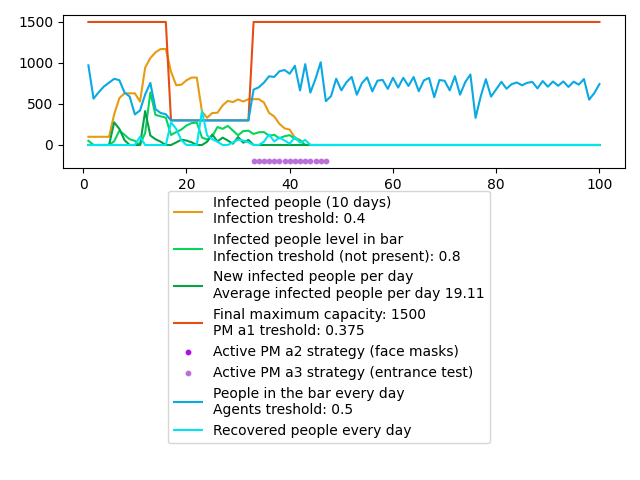 1500
1000
500
0
0 20 40 60 80 100
Infected people (10 days)
Infection treshold: 0.4
Infected people level in bar
Infection treshold (not present): 0.8
New infected people per day
Average infected people per day 19.11
Final maximum capacity: 1500
PM a1 treshold: 0.375
Active PM a2 strategy (face masks)
Active PM a3 strategy (entrance test)
People in the bar every day
Agents treshold: 0.5
Recovered people every day